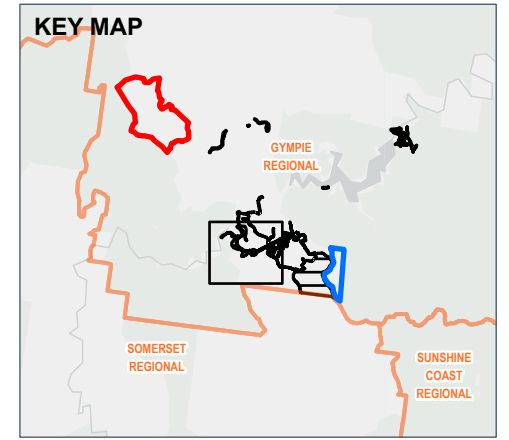 KEY MAP
GYMPIE
REGIONAL
SOMERSET
REGIONAL
SUNSHINE
COAST
REGIONAL